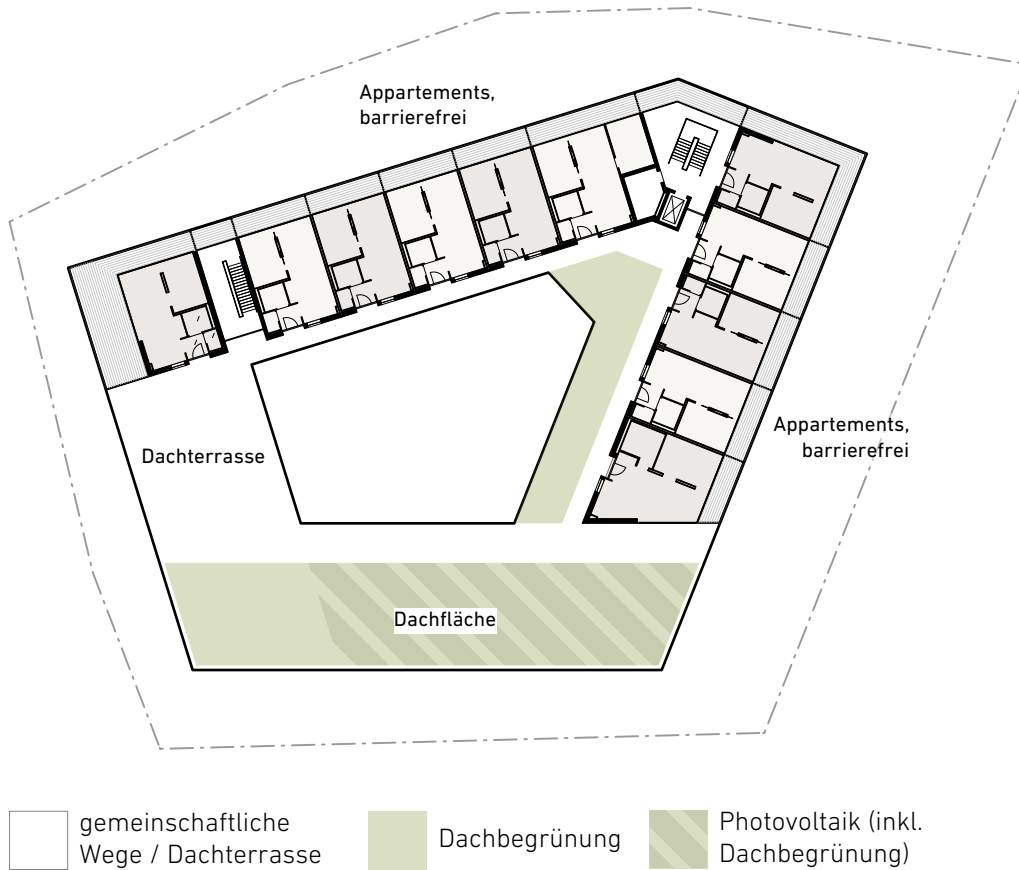 Appartements,
barrierefrei
Dachterrasse
Appartements,
barrierefrei
Dachfläche
gemeinschaftliche
Wege / Dachterrasse
Dachbegrünung
Photovoltaik (inkl.
Dachbegrünung)